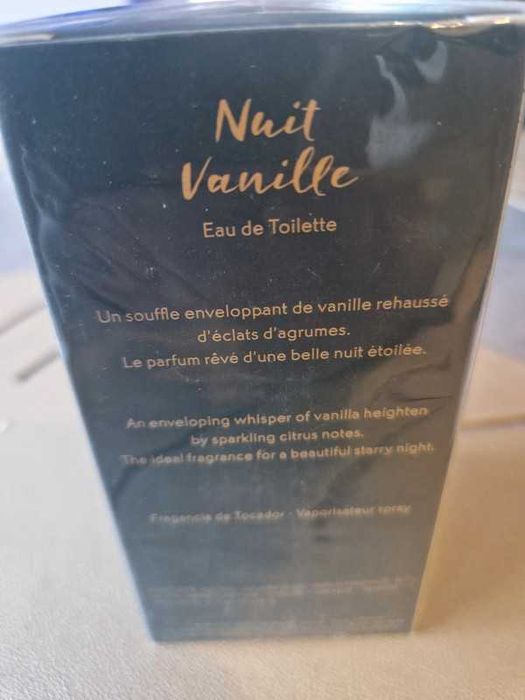 Nuit
Vanille
Eau de Toilette
Un souffle enveloppant de vanille rehaussé
d'éclats d'agrumes.
Le parfum rêvé d'une belle nuit étoilée.
An enveloping whisper of vanilla heighten
by sparkling citrus notes.
The ideal fragrance for a beautiful starry night.
Fragancia de Tocador - Vaporisateur spray